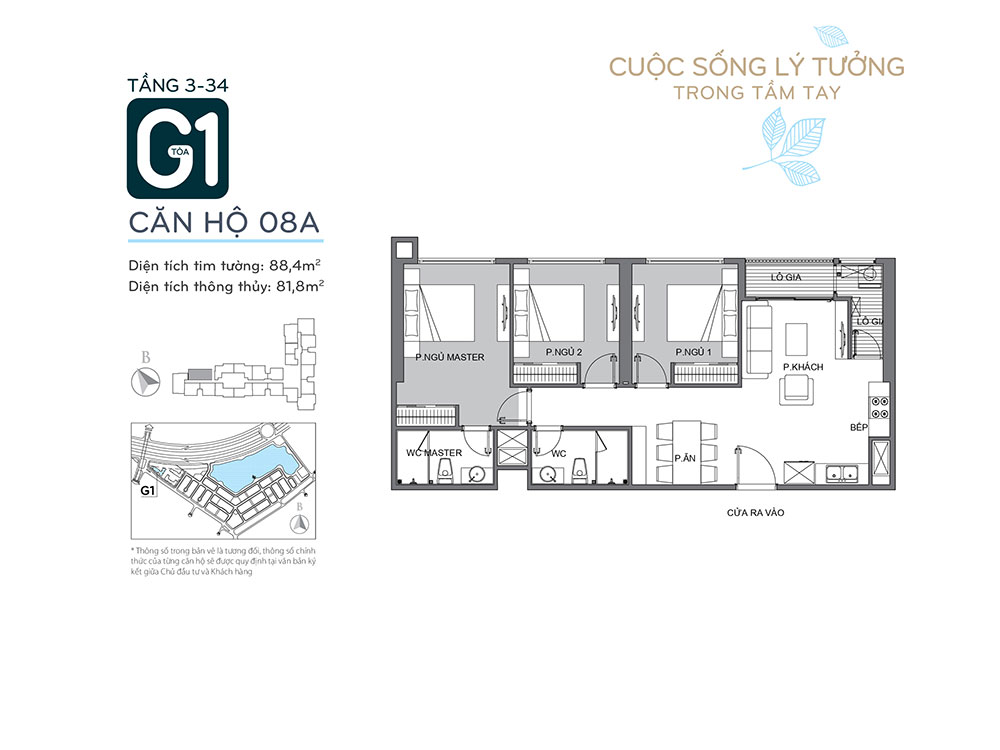 TẦNG 3-34
G1
TÒA
CĂN HỘ 08A
Diện tích tim tường: 88,4m²
Diện tích thông thủy: 81,8m²
B
G1
B
* Thông số trong bản vẽ là tương đối, thông số chính
thức của từng căn hộ sẽ được quy định tại văn bản ký
kết giữa Chủ đầu tư và Khách hàng
CUỘC SỐNG LÝ TƯỞNG
TRONG TẦM TAY
LÔ GIA
LÔ GIA
P.NGỦ MASTER
P.NGỦ 2
P.NGỦ 1
P.KHÁCH
BẾP
WC MASTER
WC
P.ĂN
CỬA RA VÀO